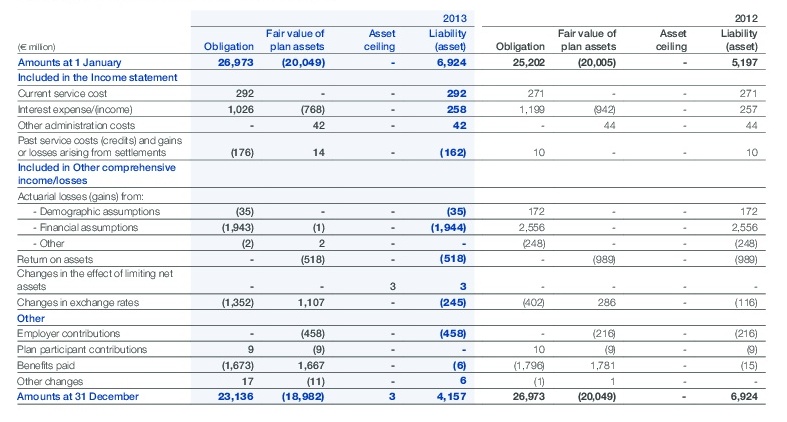 2013 2012
Fair value of Asset Liability Fair value of Asset Liability
(€ million) Obligation plan assets ceiling (asset) Obligation plan assets ceiling (asset)
Amounts at 1 January 26,973 (20,049) - 6,924 25,202 (20,005) - 5,197
Included in the Income statement
Current service cost 292 - - 292 271 - - 271
Interest expense/(income) 1,026 (768) - 258 1,199 (942) - 257
Other administration costs - 42 - 42 - 44 - 44
Past service costs (credits) and gains
or losses arising from settlements (176) 14 - (162) 10 - - 10
Included in Other comprehensive
income/losses
Actuarial losses (gains) from:
- Demographic assumptions (35) - - (35) 172 - - 172
- Financial assumptions (1,943) (1) - (1,944) 2,556 - - 2,556
- Other (2) 2 - - (248) - - (248)
Return on assets - (518) - (518) - (989) - (989)
Changes in the effect of limiting net
assets - - 3 3 - - - -
Changes in exchange rates (1,352) 1,107 - (245) (402) 286 - (116)
Other
Employer contributions - (458) - (458) - (216) - (216)
Plan participant contributions 9 (9) - - 10 (9) - (9)
Benefits paid (1,673) 1,667 - (6) (1,796) 1,781 - (15)
Other changes 17 (11) - 6 (1) 1 - -
Amounts at 31 December 23,136 (18,982) 3 4,157 26,973 (20,049) - 6,924